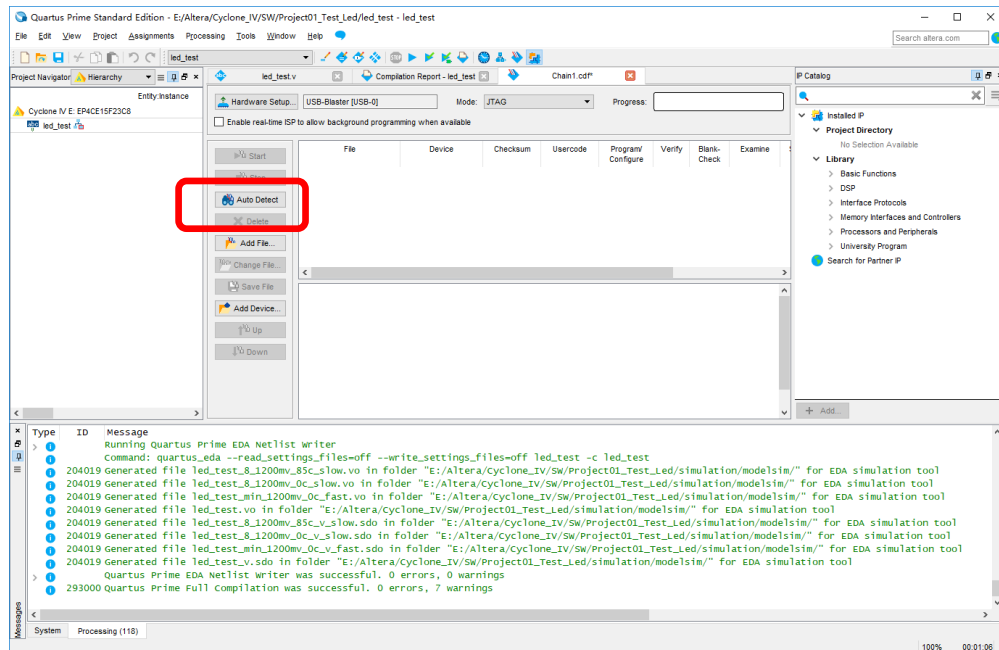 Quartus Prime Standard Edition - E:/Altera/Cyclone_IV/SW/Project01_Test_Led/led_test - led_test
File Edit View Project Assignments Processing Tools Window Help
Search altera.com
led_test
Project Navigator Hierarchy
led_test.v
Compilation Report - led_test
Chain1.cdf*
IP Catalog
Entity:Instance
Cyclone IV E: EP4CE15F23C8
led_test
Hardware Setup...
USB-Blaster [USB-0]
Mode: JTAG
Progress:
Enable real-time ISP to allow background programming when available
Start
Stop
Auto Detect
Delete
Add File...
Change File...
Save File
Add Device...
Up
Down
File Device Checksum Usercode Program/ Verify Blank- Examine
Configure Check
Installed IP
Project Directory
No Selection Available
Library
Basic Functions
DSP
Interface Protocols
Memory Interfaces and Controllers
Processors and Peripherals
University Program
Search for Partner IP
+ Add...
Type ID Message
Running Quartus Prime EDA Netlist Writer
Command: quartus_eda --read_settings_files=off --write_settings_files=off led_test -c led_test
204019 Generated file led_test_8_1200mv_85c_slow.vo in folder "E:/Altera/Cyclone_IV/SW/Project01_Test_Led/simulation/modelsim/" for EDA simulation tool
204019 Generated file led_test_8_1200mv_0c_slow.vo in folder "E:/Altera/Cyclone_IV/SW/Project01_Test_Led/simulation/modelsim/" for EDA simulation tool
204019 Generated file led_test_min_1200mv_0c_fast.vo in folder "E:/Altera/Cyclone_IV/SW/Project01_Test_Led/simulation/modelsim/" for EDA simulation tool
204019 Generated file led_test.vo in folder "E:/Altera/Cyclone_IV/SW/Project01_Test_Led/simulation/modelsim/" for EDA simulation tool
204019 Generated file led_test_8_1200mv_85c_v_slow.sdo in folder "E:/Altera/Cyclone_IV/SW/Project01_Test_Led/simulation/modelsim/" for EDA simulation tool
204019 Generated file led_test_8_1200mv_0c_v_slow.sdo in folder "E:/Altera/Cyclone_IV/SW/Project01_Test_Led/simulation/modelsim/" for EDA simulation tool
204019 Generated file led_test_min_1200mv_0c_v_fast.sdo in folder "E:/Altera/Cyclone_IV/SW/Project01_Test_Led/simulation/modelsim/" for EDA simulation tool
204019 Generated file led_test_v.sdo in folder "E:/Altera/Cyclone_IV/SW/Project01_Test_Led/simulation/modelsim/" for EDA simulation tool
Quartus Prime EDA Netlist Writer was successful. 0 errors, 0 warnings
293000 Quartus Prime Full Compilation was successful. 0 errors, 7 warnings
Messages
System Processing (118)
100% 00:01:06